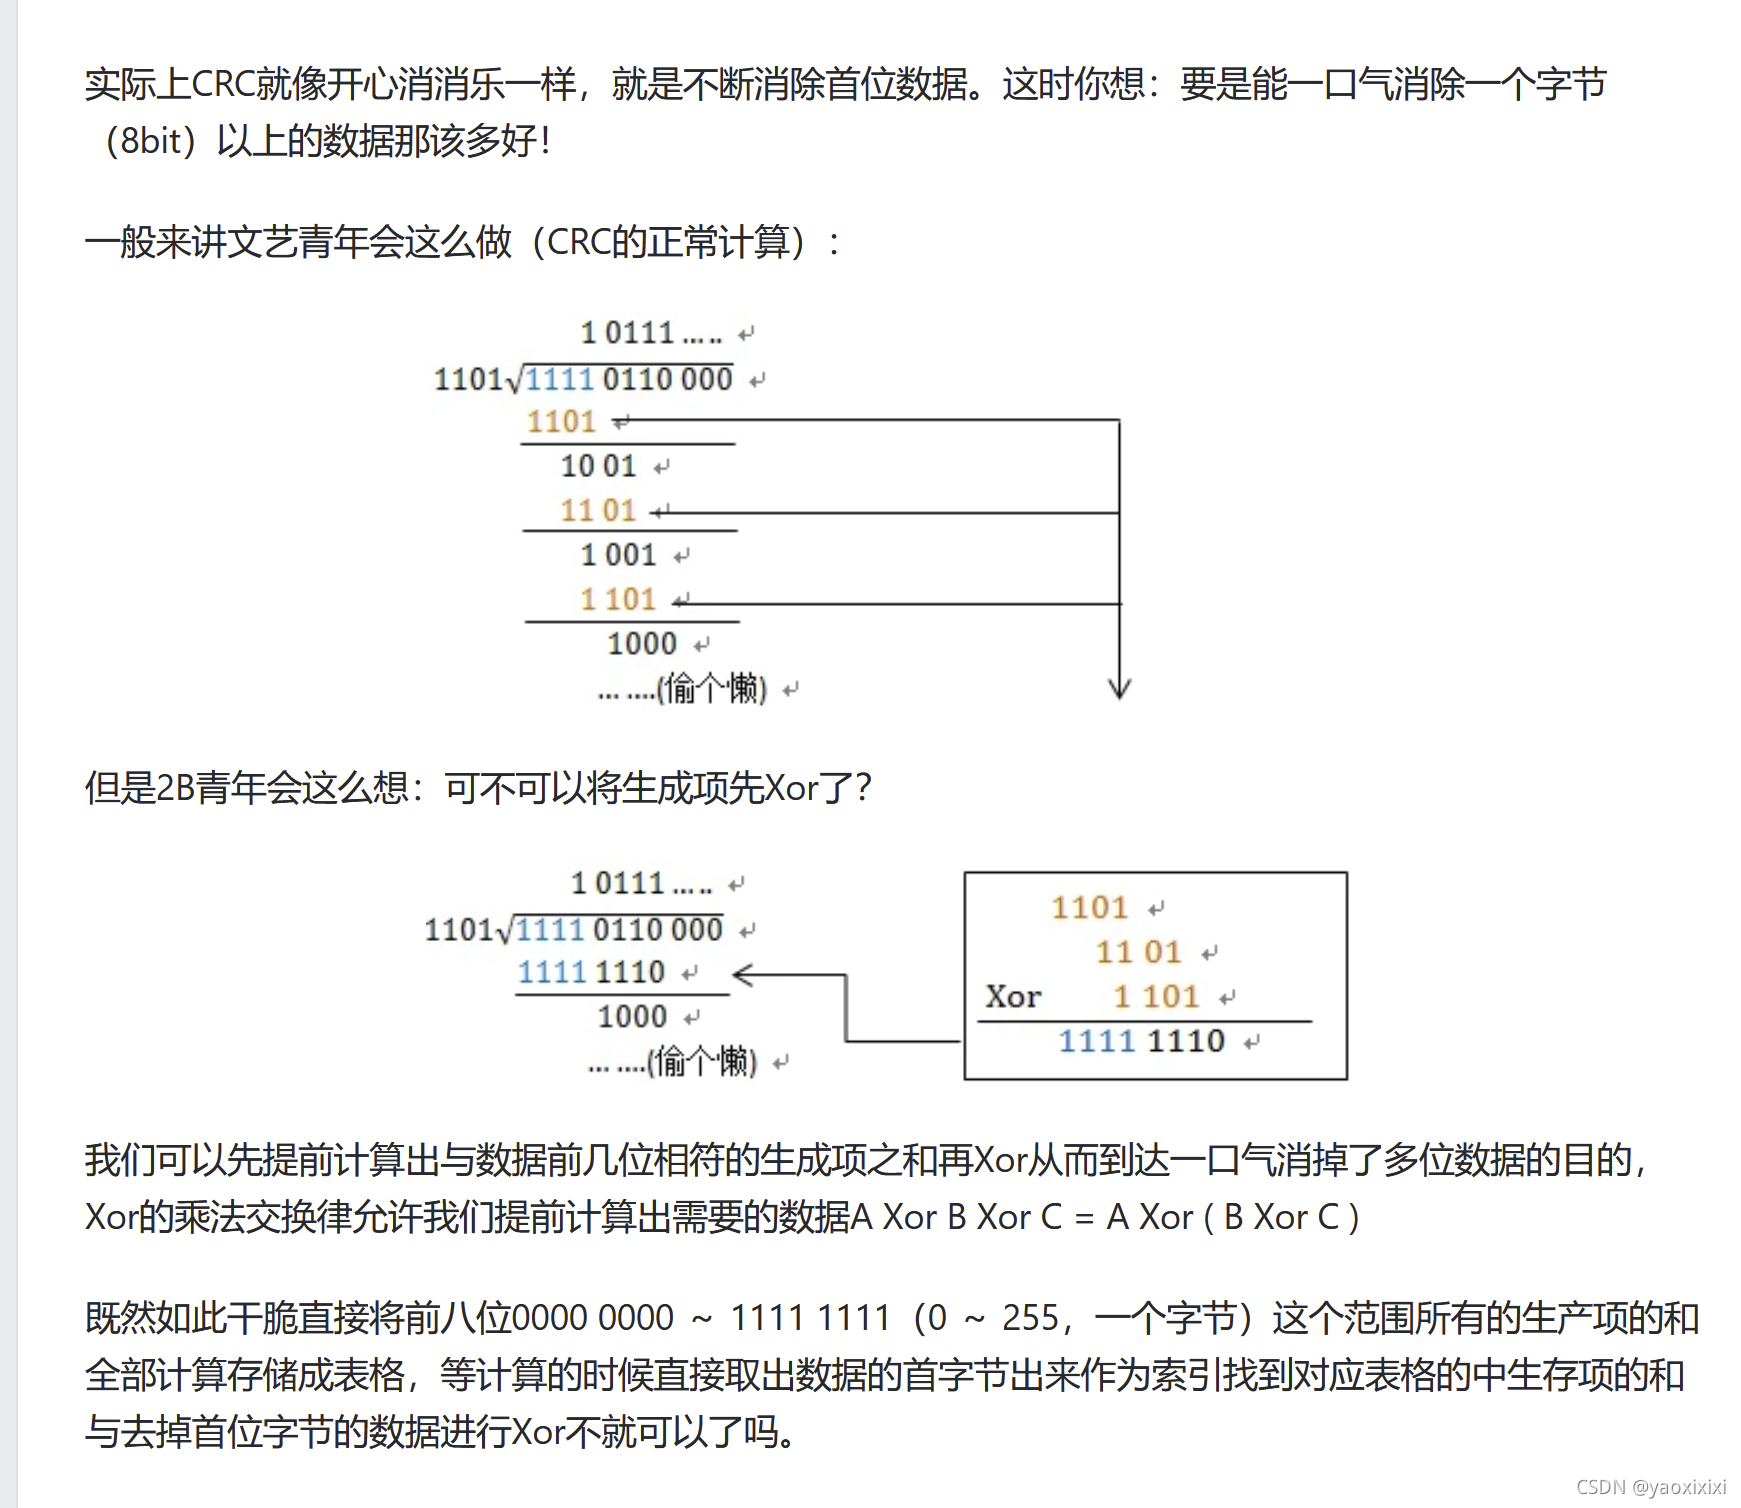 实际上CRC就像开心消消乐一样，就是不断消除首位数据。这时你想：要是能一口气消除一个字节
（8bit）以上的数据那该多好！
一般来讲文艺青年会这么做（CRC的正常计算）：
1 0111 ... .. ↵
1101√1111 0110 000 ↵
1101 ↵
10 01 ↵
11 01 ↵
1 001 ↵
1 101 ↵
1000 ↵
... ....(偷个懒) ↵
但是2B青年会这么想：可不可以将生成项先Xor了？
1 0111 ... .. ↵
1101√1111 0110 000 ↵
1111 1110 ↵
1000 ↵
... ....(偷个懒) ↵
1101 ↵
11 01 ↵
Xor 1 101 ↵
1111 1110 ↵
我们可以先提前计算出与数据前几位相符的生成项之和再Xor从而到达一口气消掉了多位数据的目的，
Xor的乘法交换律允许我们提前计算出需要的数据A Xor B Xor C = A Xor ( B Xor C )
既然如此干脆直接将前八位0000 0000 ~ 1111 1111（0 ~ 255，一个字节）这个范围所有的生产项的和
全部计算存储成表格，等计算的时候直接取出数据的首字节出来作为索引找到对应表格的中生存项的和
与去掉首位字节的数据进行Xor不就可以了吗。
CSDN @yaoxixixi